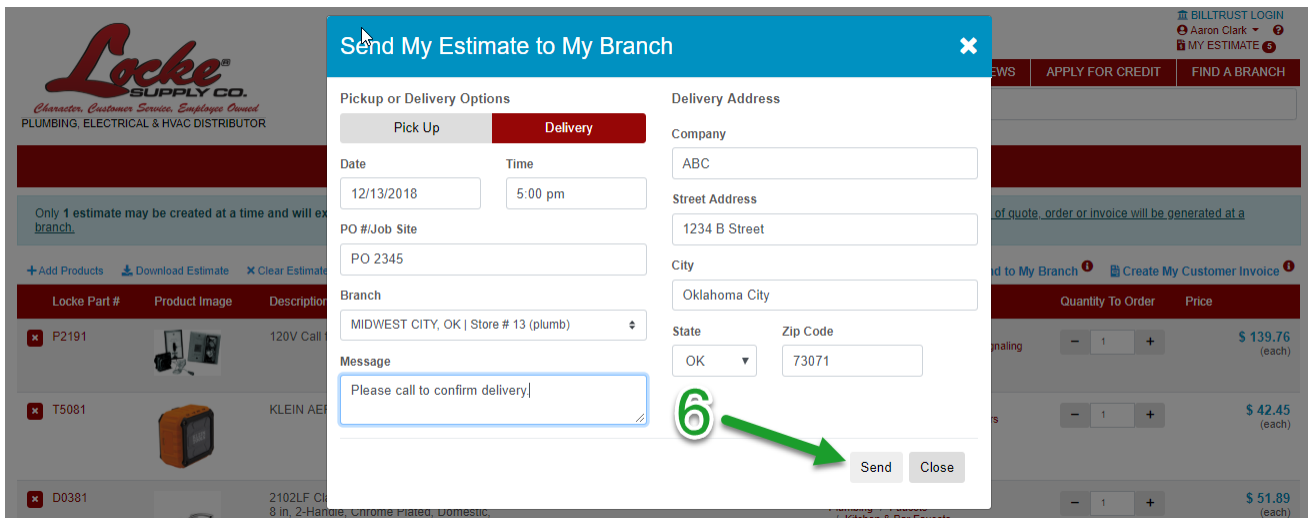 BILLTRUST LOGIN
Aaron Clark
MY ESTIMATE 5
Locke®
SUPPLY CO.
Character, Customer Service, Employee Owned
PLUMBING, ELECTRICAL & HVAC DISTRIBUTOR
EWS APPLY FOR CREDIT FIND A BRANCH
Send My Estimate to My Branch
Pickup or Delivery Options
Pick Up Delivery
Date Time
12/13/2018 5:00 pm
PO #/Job Site
PO 2345
Branch
MIDWEST CITY, OK | Store # 13 (plumb)
Message
Please call to confirm delivery.
Delivery Address
Company
ABC
Street Address
1234 B Street
City
Oklahoma City
State Zip Code
OK 73071
6
Send Close
Only 1 estimate may be created at a time and will ex
of quote, order or invoice will be generated at a
branch.
Add Products Download Estimate Clear Estimate
nd to My Branch Create My Customer Invoice
Locke Part # Product Image Description Quantity To Order Price
P2191 120V Call
gnaling 1 $ 139.76
(each)
T5081 KLEIN AE
rs 1 $ 42.45
(each)
D0381 2102LF Cla
8 in, 2-Handle, Chrome Plated, Domestic,
1 $ 51.89
(each)